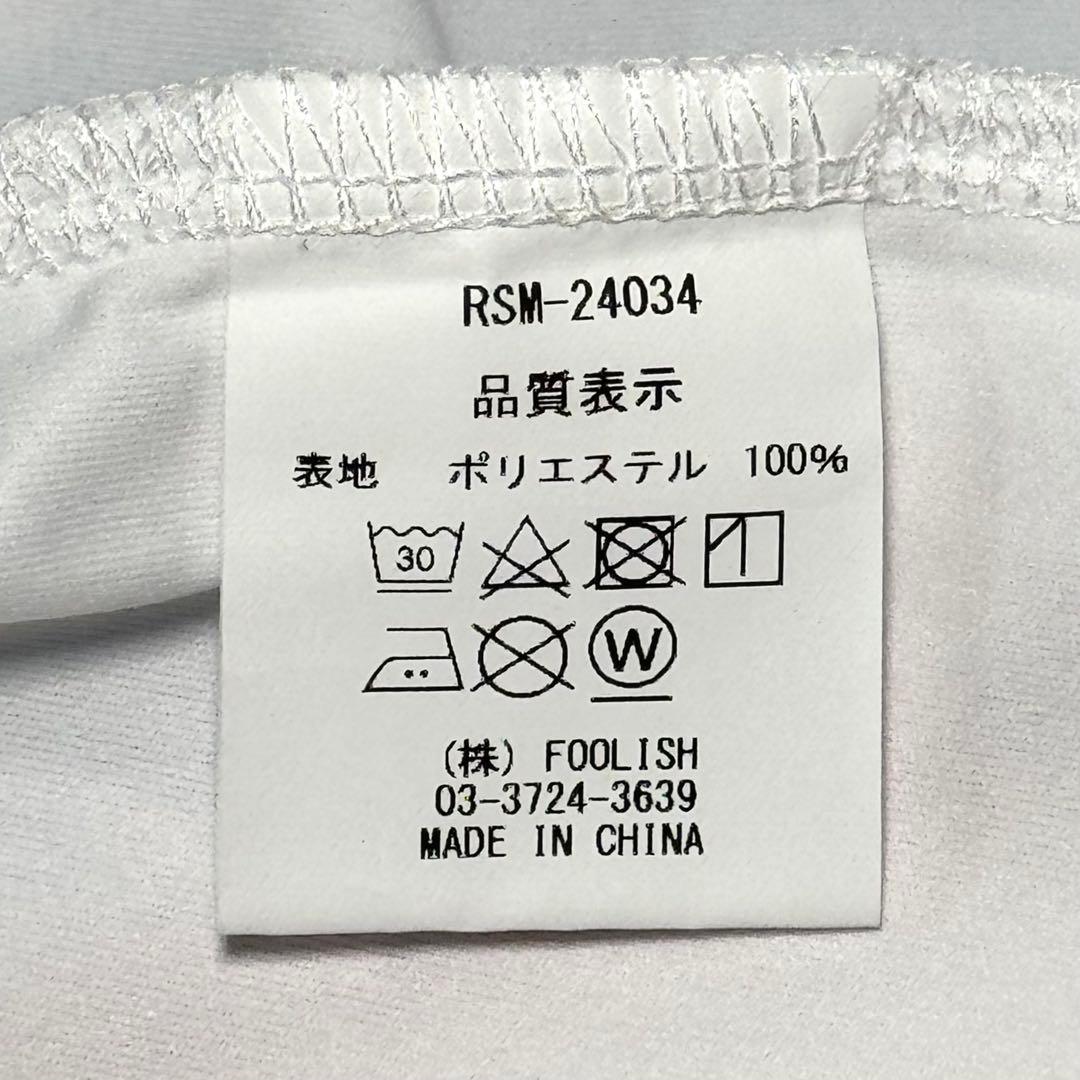 RSM-24034
品質表示
表地 ポリエステル 100%
30
W
(株) FOOLISH
03-3724-3639
MADE IN CHINA